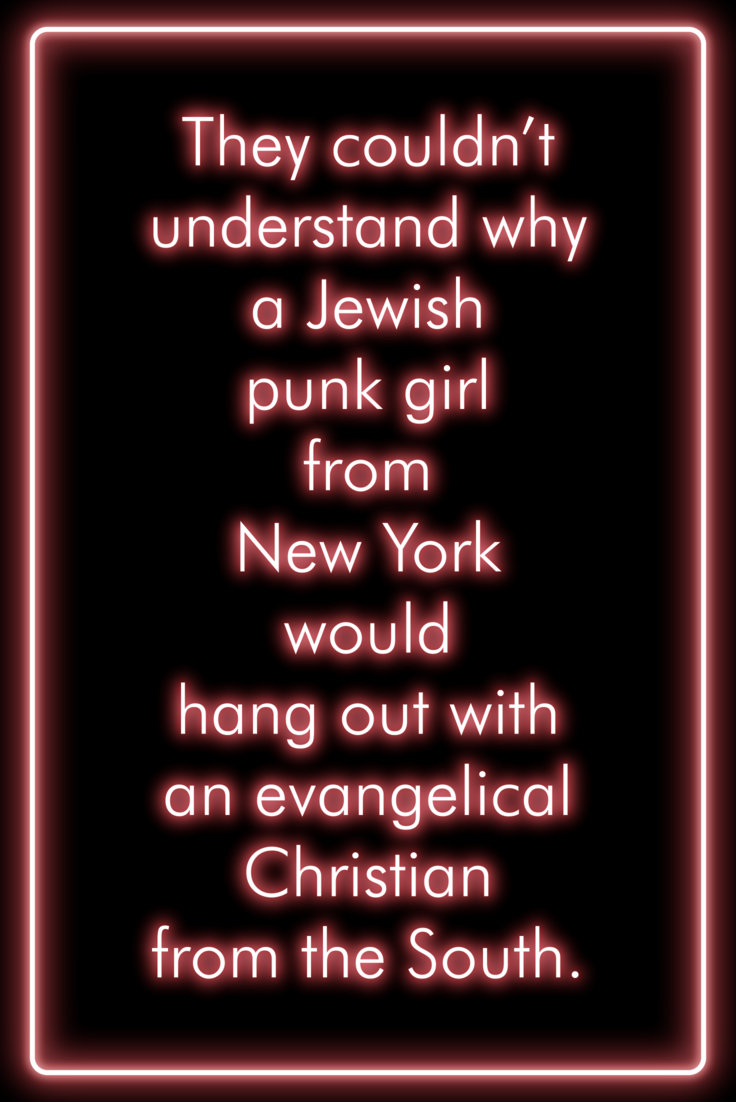 They couldn’t
understand why
a Jewish
punk girl
from
New York
would
hang out with
an evangelical
Christian
from the South.